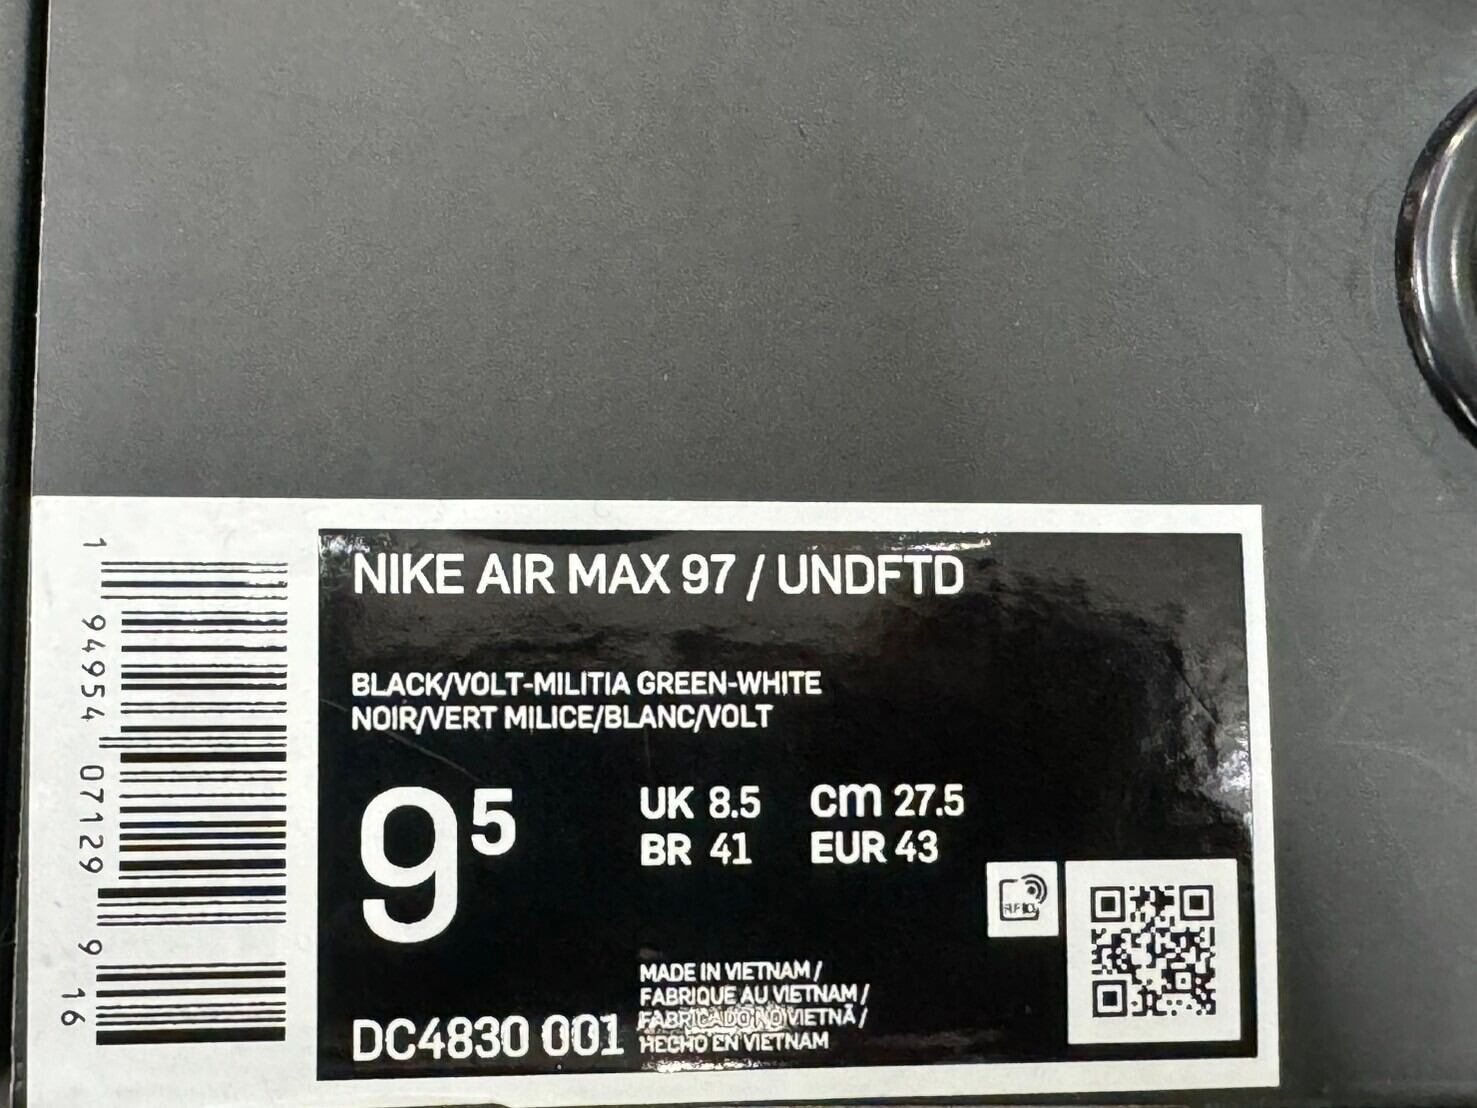 NIKE AIR MAX 97 / UNDFTD
BLACK/VOLT-MILITIA GREEN-WHITE
NOIR/VERT MILICE/BLANC/VOLT
9⁵
UK 8.5 cm 27.5
BR 41 EUR 43
RFID
MADE IN VIETNAM /
FABRIQUE AU VIETNAM /
FABRICADO NO VIETNÃ /
HECHO EN VIETNAM
DC4830 001
1 94954 07129 9 16